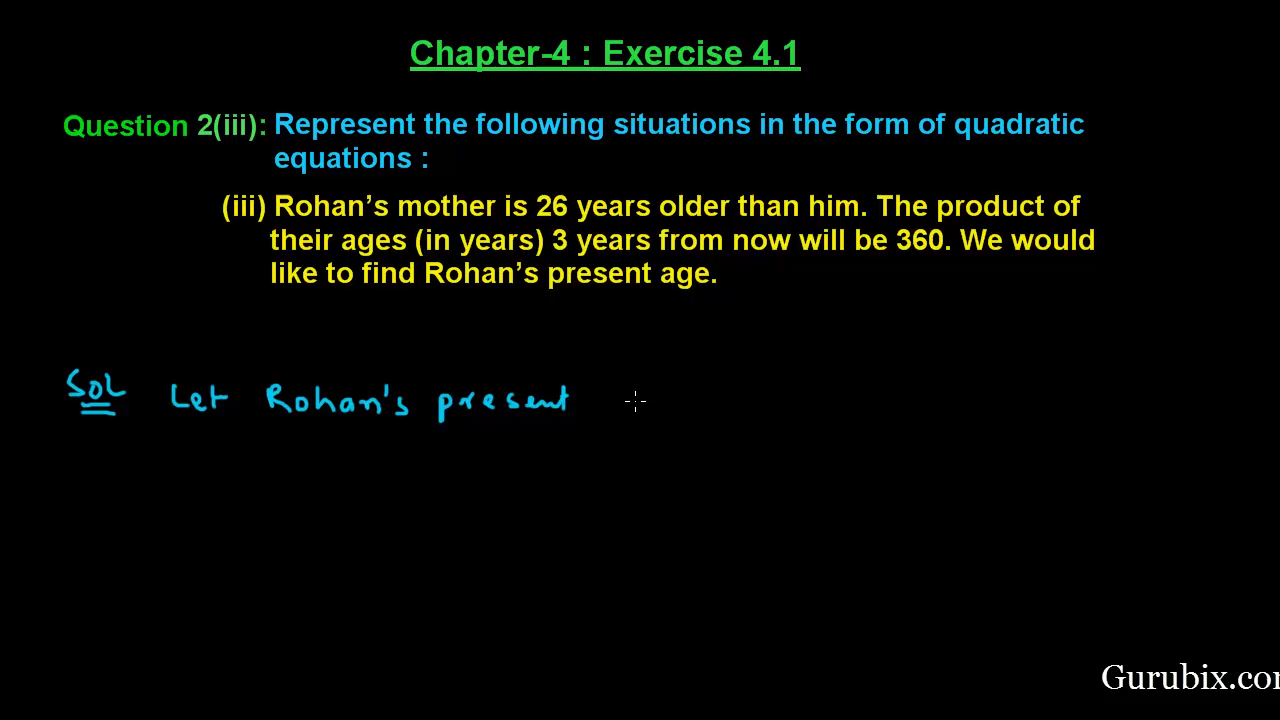 Chapter-4 : Exercise 4.1
Question 2(iii): Represent the following situations in the form of quadratic
equations :
(iii) Rohan’s mother is 26 years older than him. The product of
their ages (in years) 3 years from now will be 360. We would
like to find Rohan’s present age.
Sol Let Rohan's present
Gurubix.com